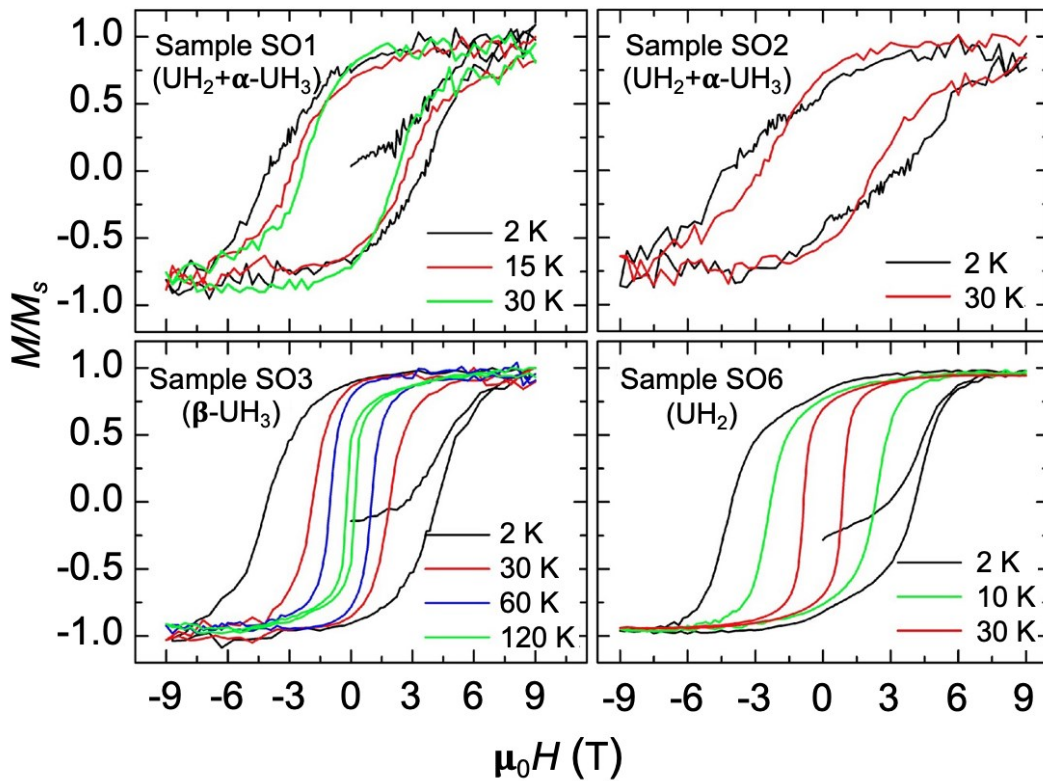 M/Mₛ
1.0
0.5
0.0
-0.5
-1.0
Sample SO1
(UH₂+α-UH₃)
2 K
15 K
30 K
Sample SO2
(UH₂+α-UH₃)
2 K
30 K
1.0
0.5
0.0
-0.5
-1.0
Sample SO3
(β-UH₃)
2 K
30 K
60 K
120 K
Sample SO6
(UH₂)
2 K
10 K
30 K
-9 -6 -3 0 3 6 9
-9 -6 -3 0 3 6 9
μ₀H (T)